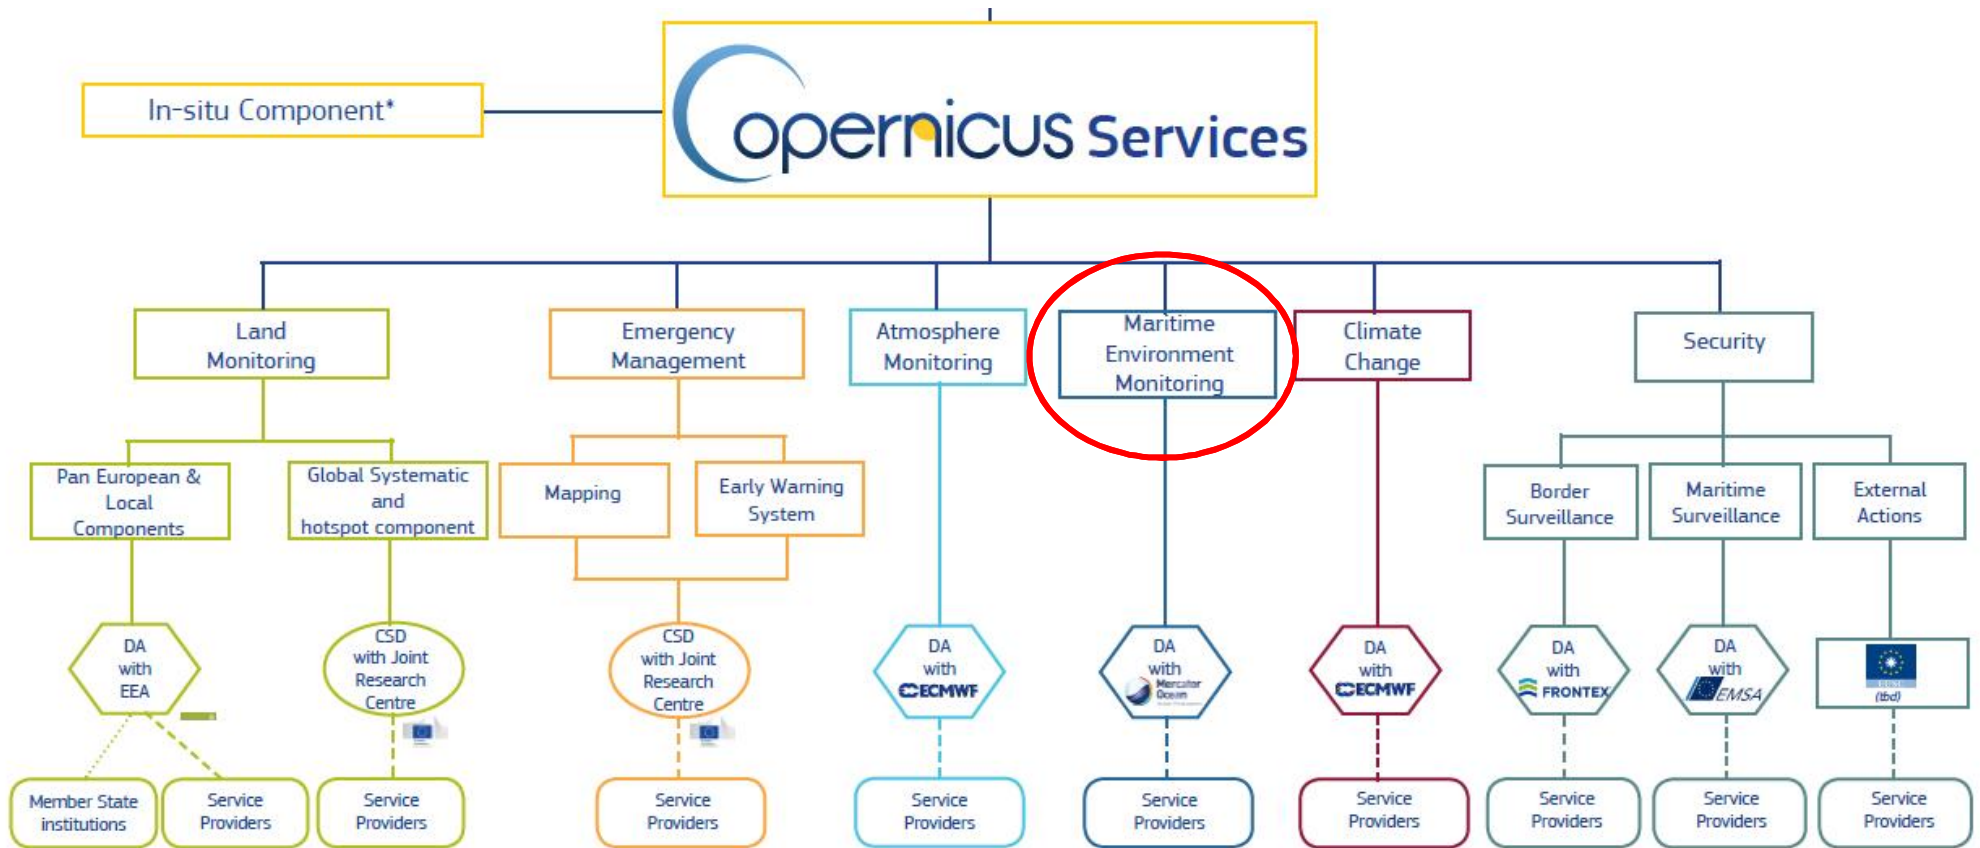 In-situ Component*
Copernicus Services
Land
Monitoring
Emergency
Management
Atmosphere
Monitoring
Maritime
Environment
Monitoring
Climate
Change
Security
Pan European &
Local
Components
Global Systematic
and
hotspot component
Mapping
Early Warning
System
Border
Surveillance
Maritime
Surveillance
External
Actions
DA
with
EEA
CSD
with Joint
Research
Centre
CSD
with Joint
Research
Centre
DA
with
ECMWF
DA
with
Mercator
Ocean
DA
with
ECMWF
DA
with
FRONTEX
DA
with
EMSA
(tbd)
Member State
institutions
Service
Providers
Service
Providers
Service
Providers
Service
Providers
Service
Providers
Service
Providers
Service
Providers
Service
Providers
Service
Providers